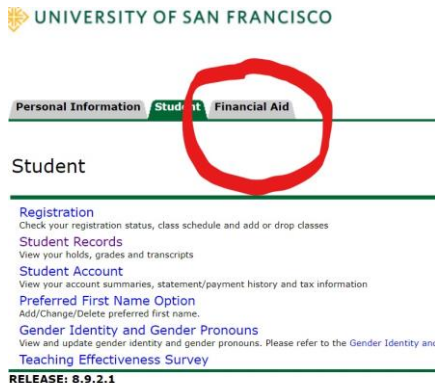 UNIVERSITY OF SAN FRANCISCO
Personal Information Student Financial Aid
Student
Registration
Check your registration status, class schedule and add or drop classes
Student Records
View your holds, grades and transcripts
Student Account
View your account summaries, statement/payment history and tax information
Preferred First Name Option
Add/Change/Delete preferred first name.
Gender Identity and Gender Pronouns
View and update gender identity and gender pronouns. Please refer to the Gender Identity and
Teaching Effectiveness Survey
RELEASE: 8.9.2.1